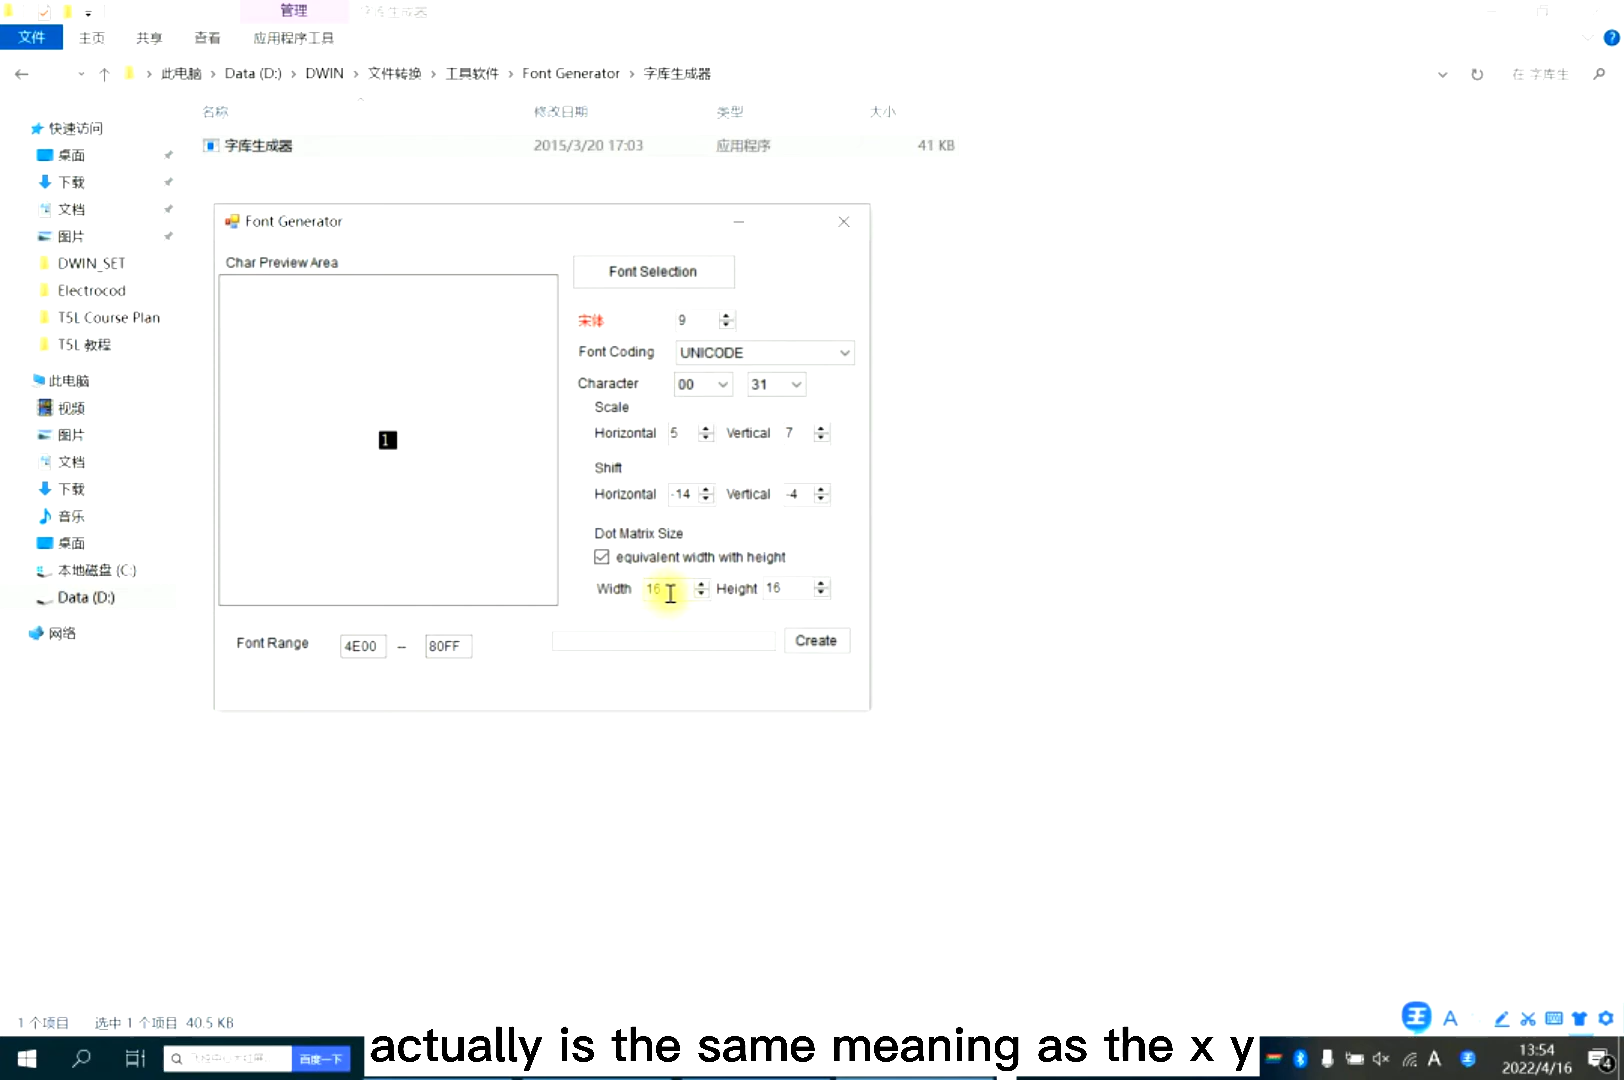 管理 字库生成器
文件 主页 共享 查看 应用程序工具
此电脑 › Data (D:) › DWIN › 文件转换 › 工具软件 › Font Generator › 字库生成器
名称 修改日期 类型 大小
字库生成器 2015/3/20 17:03 应用程序 41 KB
快速访问
桌面
下载
文档
图片
DWIN_SET
Electrocod
T5L Course Plan
T5L 教程
此电脑
视频
图片
文档
下载
音乐
桌面
本地磁盘 (C:)
Data (D:)
网络
Font Generator
Char Preview Area
1
Font Selection
宋体 9
Font Coding UNICODE
Character 00 31
Scale
Horizontal 5 Vertical 7
Shift
Horizontal -14 Vertical -4
Dot Matrix Size
equivalent width with height
Width 16 Height 16
Font Range 4E00 -- 80FF Create
1 个项目 选中 1 个项目 40.5 KB
王 A
百度一下
actually is the same meaning as the x y
A
13:54
2022/4/16
4